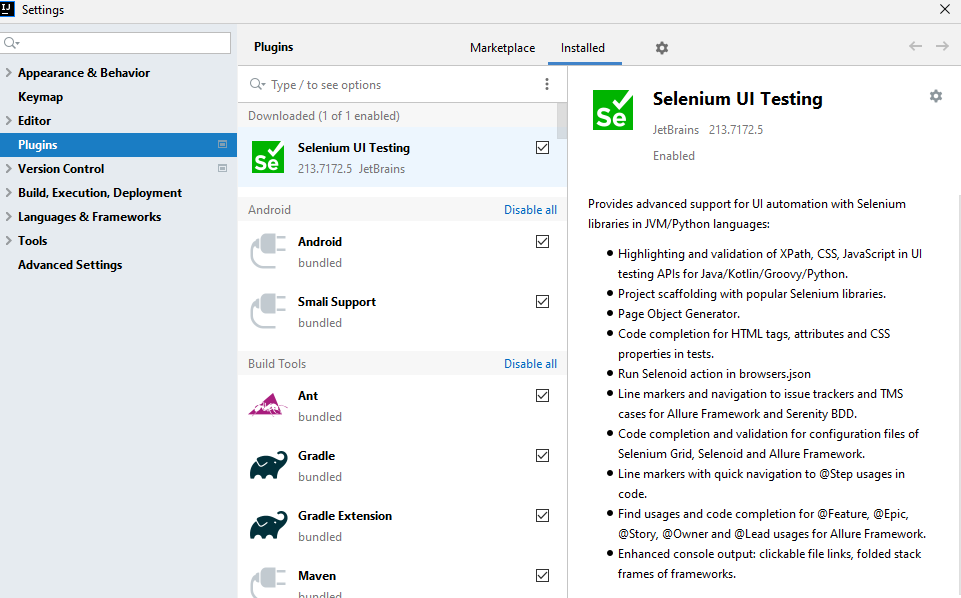 IJ
Settings
Appearance & Behavior
Keymap
Editor
Plugins
Version Control
Build, Execution, Deployment
Languages & Frameworks
Tools
Advanced Settings
Plugins
Marketplace
Installed
Type / to see options
Downloaded (1 of 1 enabled)
Se
Selenium UI Testing
213.7172.5 JetBrains
Android
Disable all
Android
bundled
Smali Support
bundled
Build Tools
Disable all
Ant
bundled
Gradle
bundled
Gradle Extension
bundled
Maven
bundled
Se
Selenium UI Testing
JetBrains 213.7172.5
Enabled
Provides advanced support for UI automation with Selenium
libraries in JVM/Python languages:
Highlighting and validation of XPath, CSS, JavaScript in UI
testing APIs for Java/Kotlin/Groovy/Python.
Project scaffolding with popular Selenium libraries.
Page Object Generator.
Code completion for HTML tags, attributes and CSS
properties in tests.
Run Selenoid action in browsers.json
Line markers and navigation to issue trackers and TMS
cases for Allure Framework and Serenity BDD.
Code completion and validation for configuration files of
Selenium Grid, Selenoid and Allure Framework.
Line markers with quick navigation to @Step usages in
code.
Find usages and code completion for @Feature, @Epic,
@Story, @Owner and @Lead usages for Allure Framework.
Enhanced console output: clickable file links, folded stack
frames of frameworks.